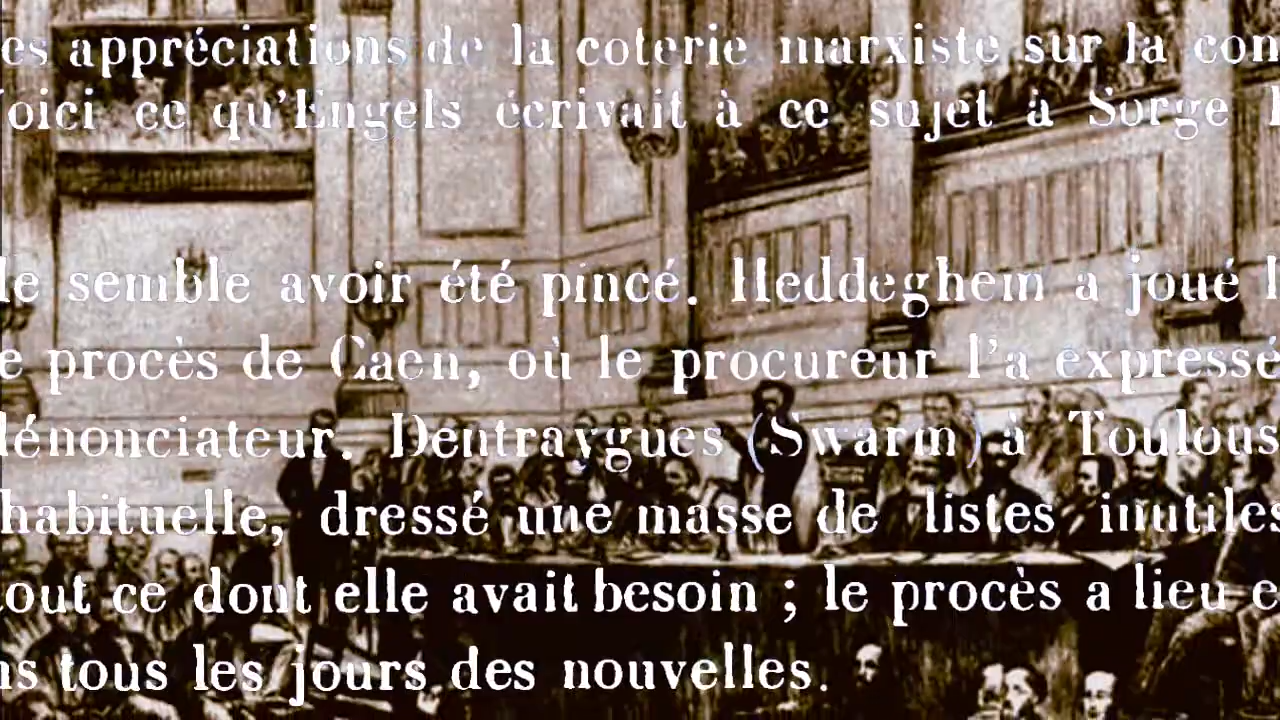 es appréciations de la coterie marxiste sur la con
oici ce qu'Engels écrivait à ce sujet à Sorge
le semble avoir été pincé. Heddeghem a joué l
e procès de Caen, où le procureur l'a expressé
dénonciateur. Dentraygues (Swarm) à Toulous
habituelle, dressé une masse de listes inutiles
tout ce dont elle avait besoin ; le procès a lieu e
ns tous les jours des nouvelles.